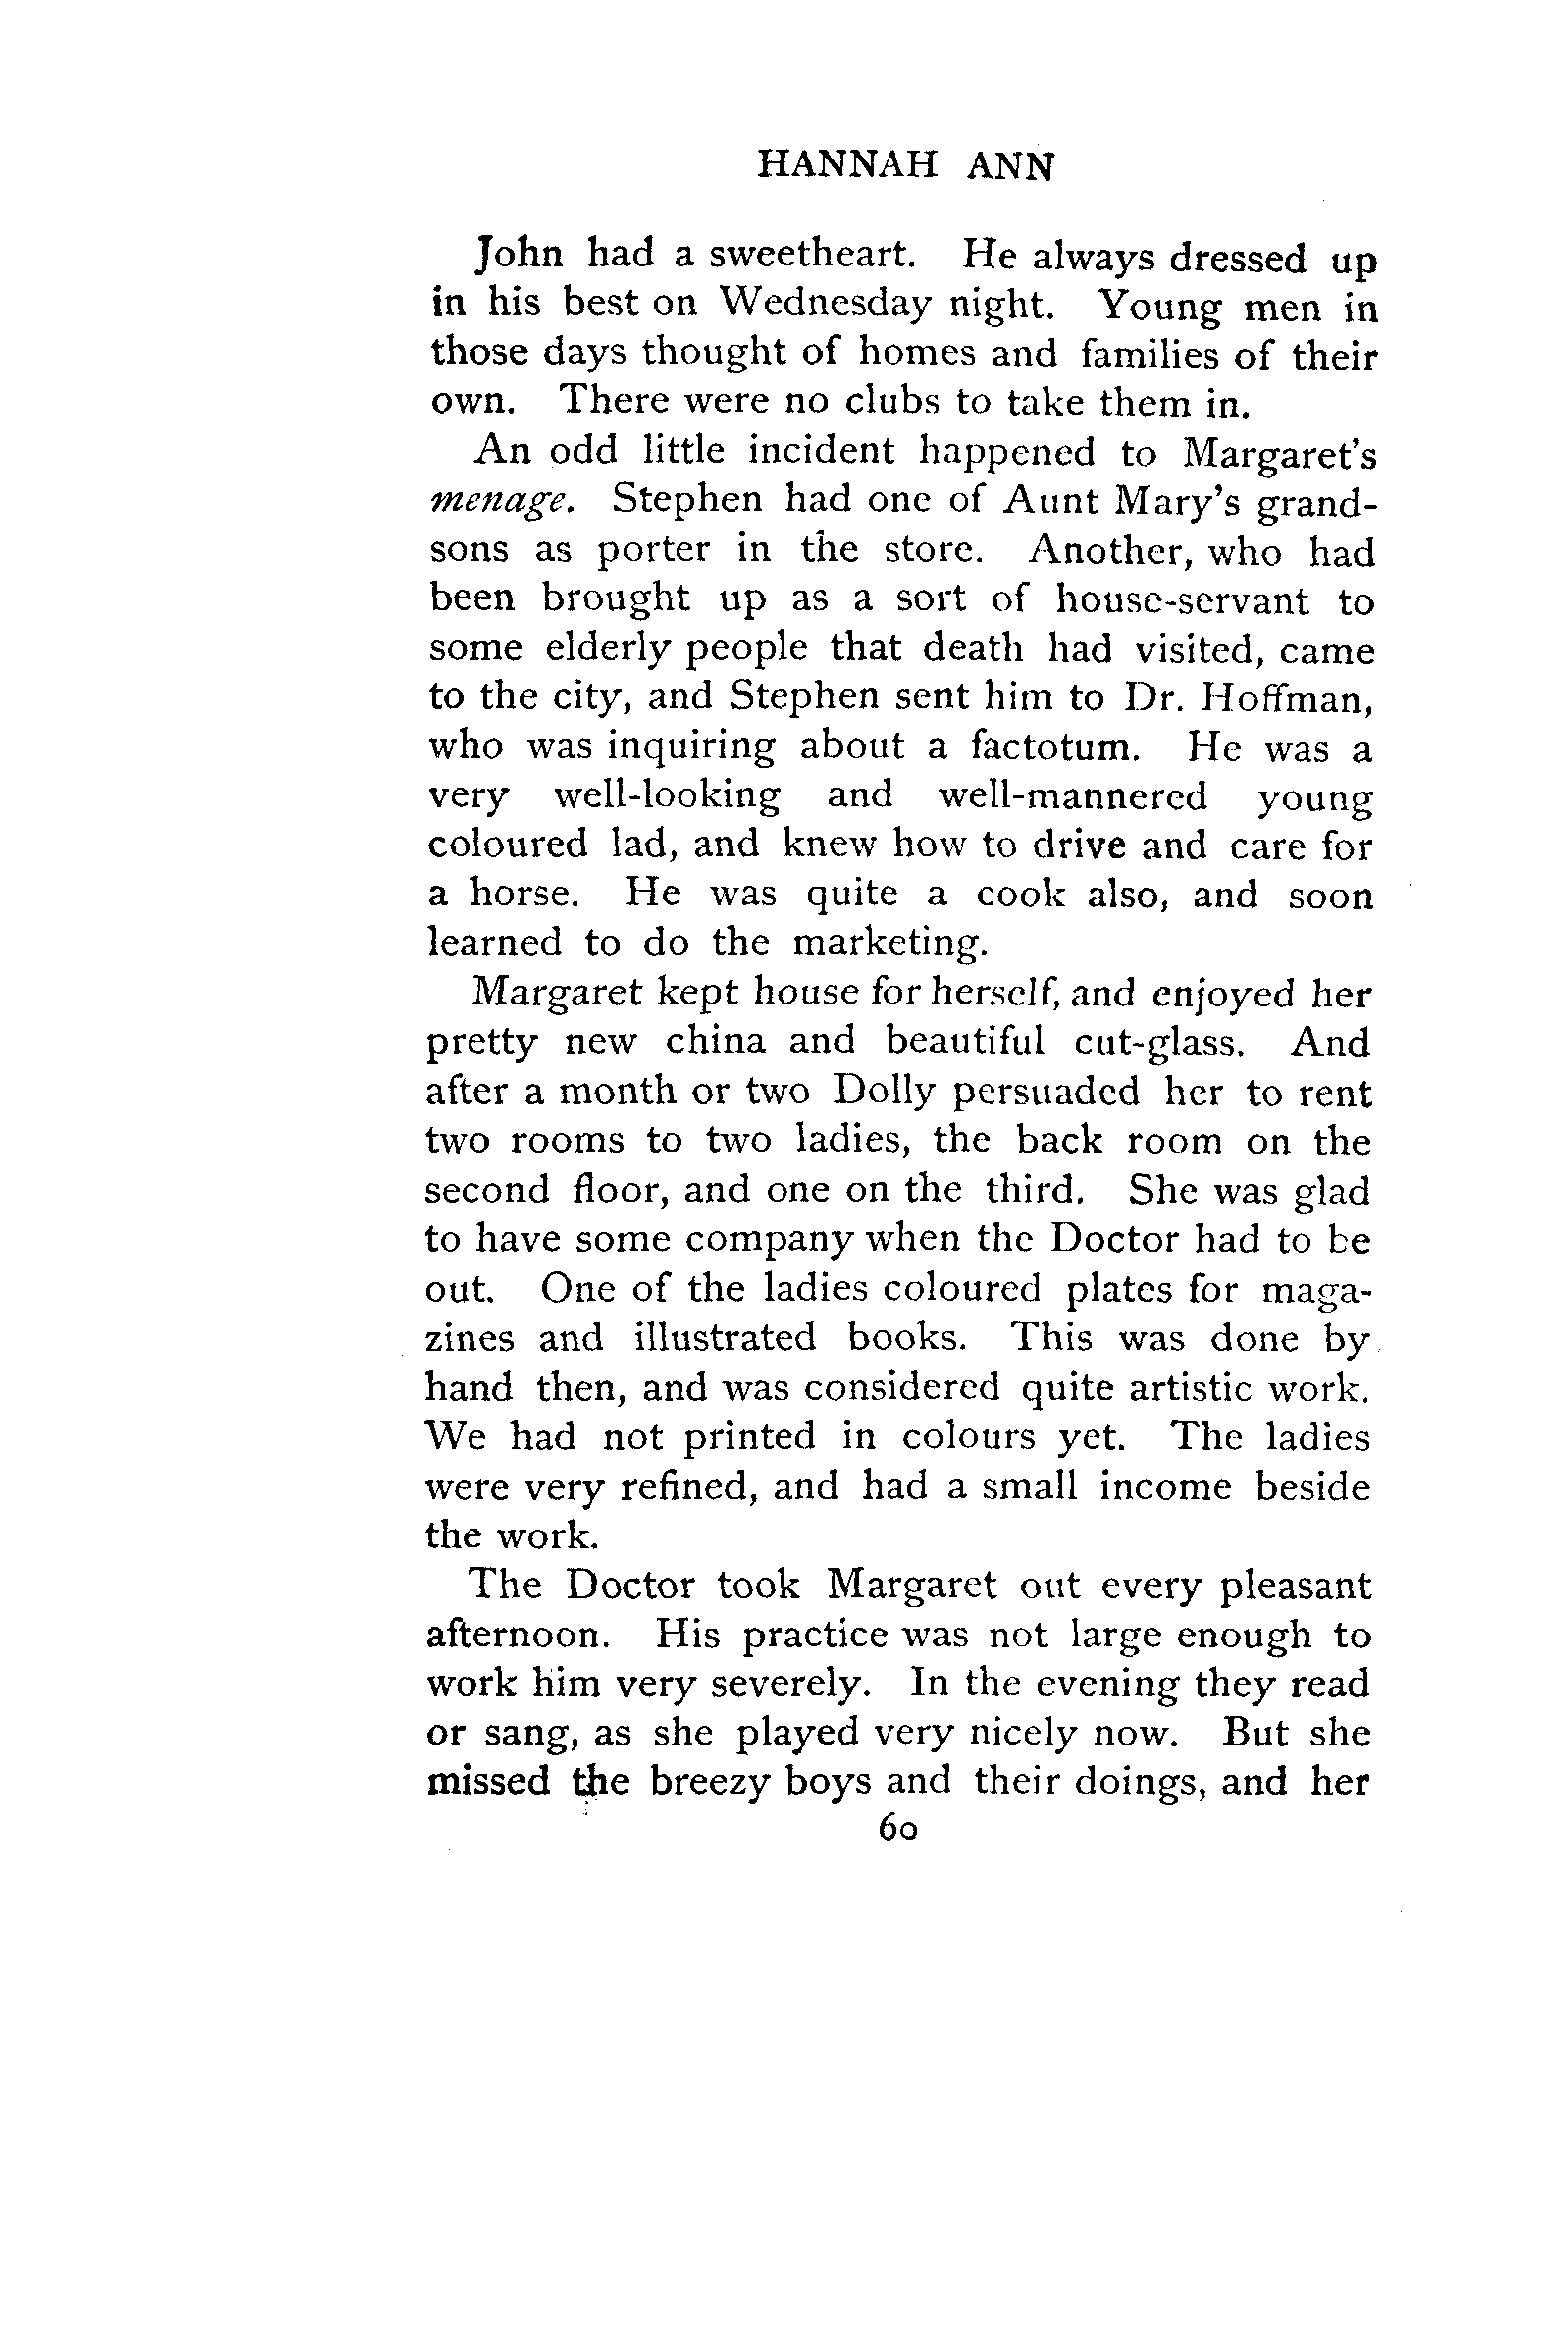 HANNAH ANN
John had a sweetheart. He always dressed up
in his best on Wednesday night. Young men in
those days thought of homes and families of their
own. There were no clubs to take them in.
An odd little incident happened to Margaret's
menage. Stephen had one of Aunt Mary's grand-
sons as porter in the store. Another, who had
been brought up as a sort of house-servant to
some elderly people that death had visited, came
to the city, and Stephen sent him to Dr. Hoffman,
who was inquiring about a factotum. He was a
very well-looking and well-mannered young
coloured lad, and knew how to drive and care for
a horse. He was quite a cook also, and soon
learned to do the marketing.
Margaret kept house for herself, and enjoyed her
pretty new china and beautiful cut-glass. And
after a month or two Dolly persuaded her to rent
two rooms to two ladies, the back room on the
second floor, and one on the third. She was glad
to have some company when the Doctor had to be
out. One of the ladies coloured plates for maga-
zines and illustrated books. This was done by
hand then, and was considered quite artistic work.
We had not printed in colours yet. The ladies
were very refined, and had a small income beside
the work.
The Doctor took Margaret out every pleasant
afternoon. His practice was not large enough to
work him very severely. In the evening they read
or sang, as she played very nicely now. But she
missed the breezy boys and their doings, and her
60